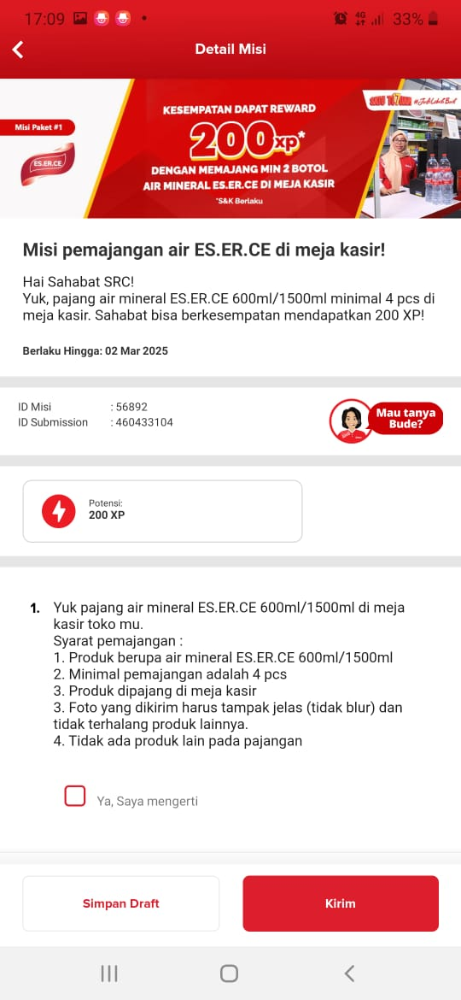 17:09
4G
33%
Detail Misi
Misi Paket #1
ES.ER.CE
KESEMPATAN DAPAT REWARD
200xp*
DENGAN MEMAJANG MIN 2 BOTOL
AIR MINERAL ES.ER.CE DI MEJA KASIR
*S&K Berlaku
Misi pemajangan air ES.ER.CE di meja kasir!
Hai Sahabat SRC!
Yuk, pajang air mineral ES.ER.CE 600ml/1500ml minimal 4 pcs di
meja kasir. Sahabat bisa berkesempatan mendapatkan 200 XP!
Berlaku Hingga: 02 Mar 2025
ID Misi : 56892
ID Submission : 460433104
Mau tanya
Bude?
Potensi:
200 XP
1. Yuk pajang air mineral ES.ER.CE 600ml/1500ml di meja
kasir toko mu.
Syarat pemajangan :
1. Produk berupa air mineral ES.ER.CE 600ml/1500ml
2. Minimal pemajangan adalah 4 pcs
3. Produk dipajang di meja kasir
3. Foto yang dikirim harus tampak jelas (tidak blur) dan
tidak terhalang produk lainnya.
4. Tidak ada produk lain pada pajangan
Ya, Saya mengerti
Simpan Draft
Kirim